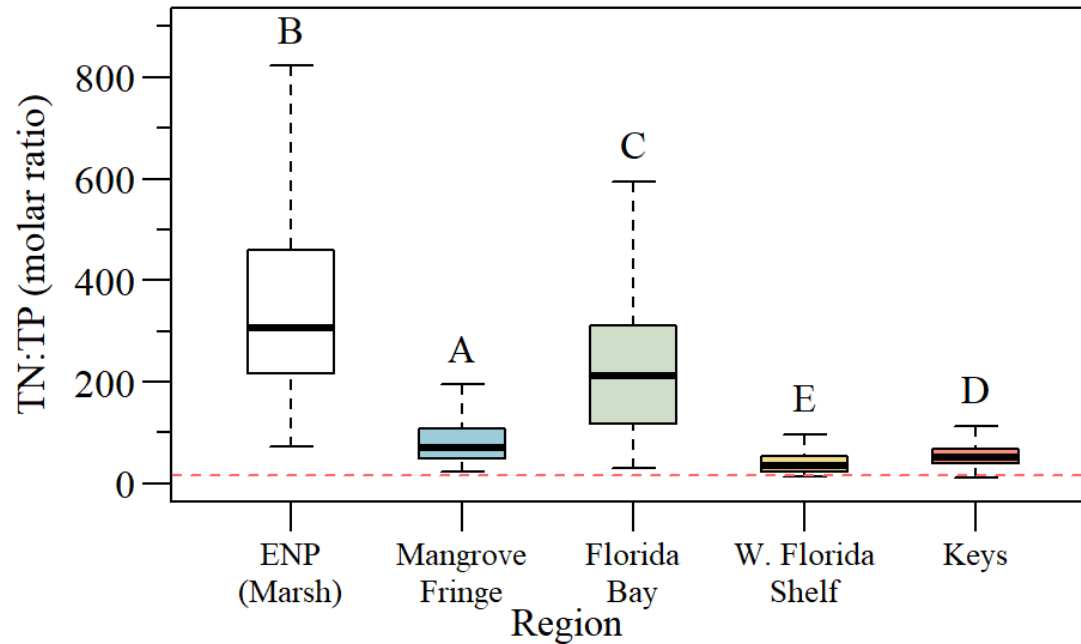 B
800
C
600
400
A
D
E
200
0
TN:TP (molar ratio)
ENP
(Marsh)
Mangrove
Fringe
Florida
Bay
W. Florida
Shelf
Keys
Region